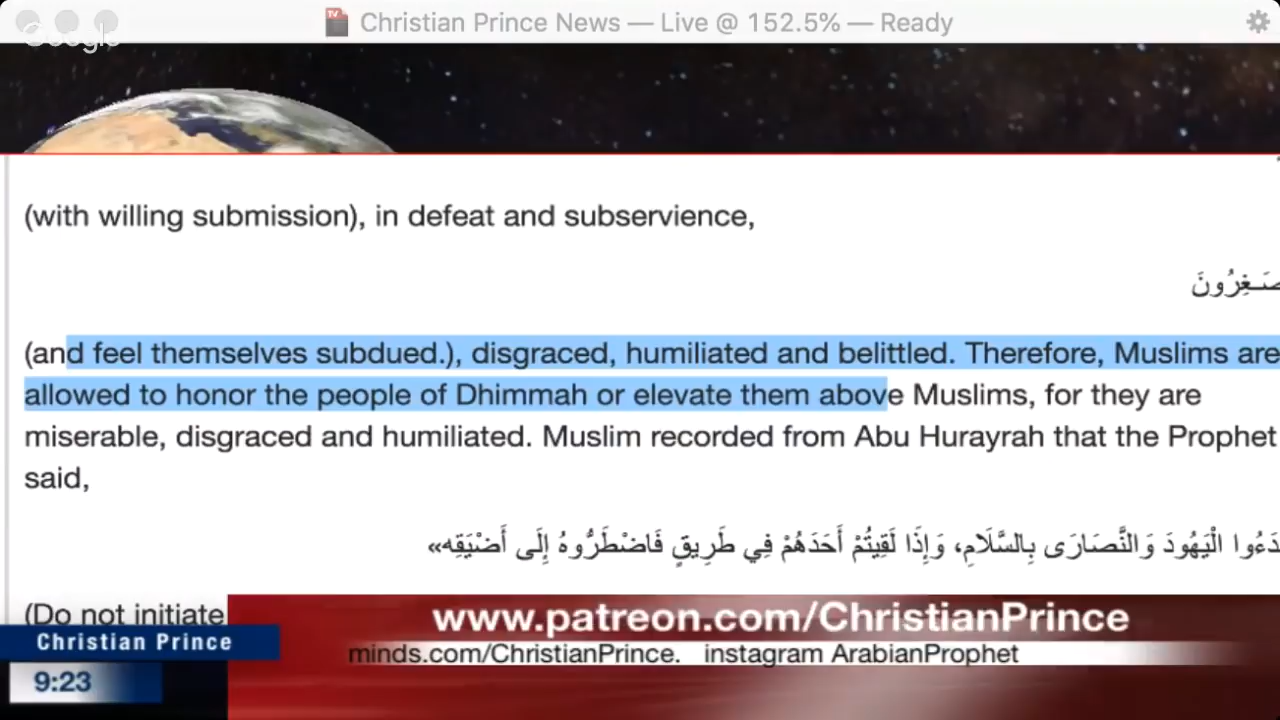 Christian Prince News — Live @ 152.5% — Ready
Google
(with willing submission), in defeat and subservience,
صَـغِرُونَ
(and feel themselves subdued.), disgraced, humiliated and belittled. Therefore, Muslims are
allowed to honor the people of Dhimmah or elevate them above Muslims, for they are
miserable, disgraced and humiliated. Muslim recorded from Abu Hurayrah that the Prophet
said,
الْيَهُودَ وَالنَّصَارَى بِالسَّلَامِ، وَإِذَا لَقِيتُمْ أَحَدَهُمْ فِي طَرِيقٍ فَاضْطَرُّوهُ إِلَى أَضْيَقِه»
(Do not initiate
www.patreon.com/ChristianPrince
Christian Prince
minds.com/ChristianPrince. instagram ArabianProphet
9:23